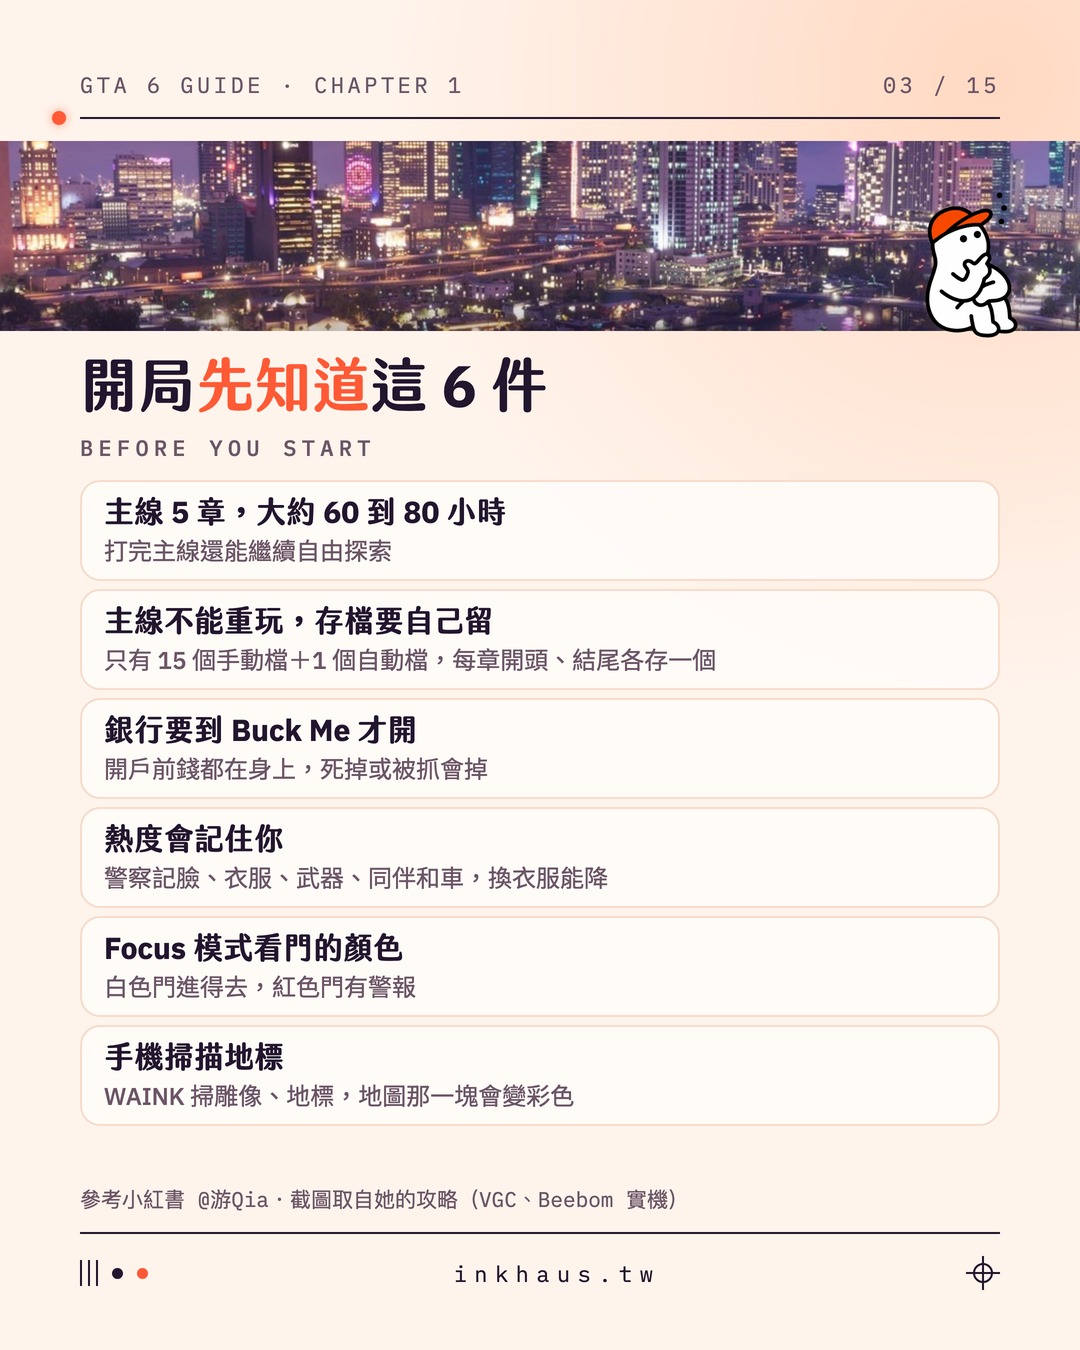 GTA 6 GUIDE · CHAPTER 1
03 / 15
開局先知道這 6 件
BEFORE YOU START
主線 5 章，大約 60 到 80 小時
打完主線還能繼續自由探索
主線不能重玩，存檔要自己留
只有 15 個手動檔＋1 個自動檔，每章開頭、結尾各存一個
銀行要到 Buck Me 才開
開戶前錢都在身上，死掉或被抓會掉
熱度會記住你
警察記臉、衣服、武器、同伴和車，換衣服能降
Focus 模式看門的顏色
白色門進得去，紅色門有警報
手機掃描地標
WAINK 掃雕像、地標，地圖那一塊會變彩色
參考小紅書 @游Qia · 截圖取自她的攻略（VGC、Beebom 實機）
inkhaus.tw